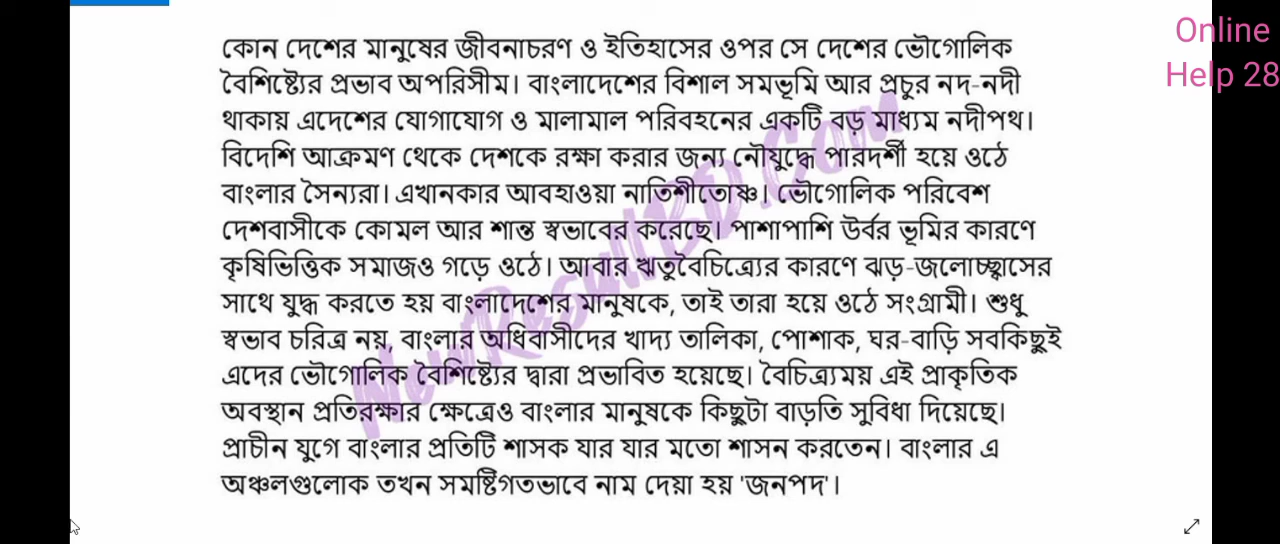 Online
Help 28
কোন দেশের মানুষের জীবনাচরণ ও ইতিহাসের ওপর সে দেশের ভৌগোলিক
বৈশিষ্ট্যের প্রভাব অপরিসীম। বাংলাদেশের বিশাল সমভূমি আর প্রচুর নদ-নদী
থাকায় এদেশের যোগাযোগ ও মালামাল পরিবহনের একটি বড় মাধ্যম নদীপথ।
বিদেশি আক্রমণ থেকে দেশকে রক্ষা করার জন্য নৌযুদ্ধে পারদর্শী হয়ে ওঠে
বাংলার সৈন্যরা। এখানকার আবহাওয়া নাতিশীতোষ্ণ। ভৌগোলিক পরিবেশ
দেশবাসীকে কোমল আর শান্ত স্বভাবের করেছে। পাশাপাশি উর্বর ভূমির কারণে
কৃষিভিত্তিক সমাজও গড়ে ওঠে। আবার ঋতুবৈচিত্র্যের কারণে ঝড়-জলোচ্ছ্বাসের
সাথে যুদ্ধ করতে হয় বাংলাদেশের মানুষকে, তাই তারা হয়ে ওঠে সংগ্রামী। শুধু
স্বভাব চরিত্র নয়, বাংলার অধিবাসীদের খাদ্য তালিকা, পোশাক, ঘর-বাড়ি সবকিছুই
এদের ভৌগোলিক বৈশিষ্ট্যের দ্বারা প্রভাবিত হয়েছে। বৈচিত্র্যময় এই প্রাকৃতিক
অবস্থান প্রতিরক্ষার ক্ষেত্রেও বাংলার মানুষকে কিছুটা বাড়তি সুবিধা দিয়েছে।
প্রাচীন যুগে বাংলার প্রতিটি শাসক যার যার মতো শাসন করতেন। বাংলার এ
অঞ্চলগুলোক তখন সমষ্টিগতভাবে নাম দেয়া হয় 'জনপদ'।
NewResultBD.Com